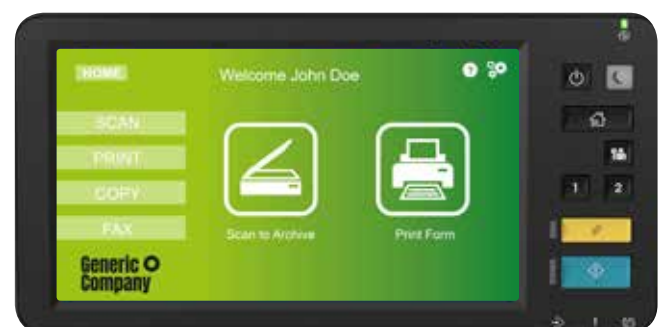 HOME
Welcome John Doe
?
SCAN
PRINT
COPY
FAX
Scan to Archive
Print Form
Generic
Company
1 2